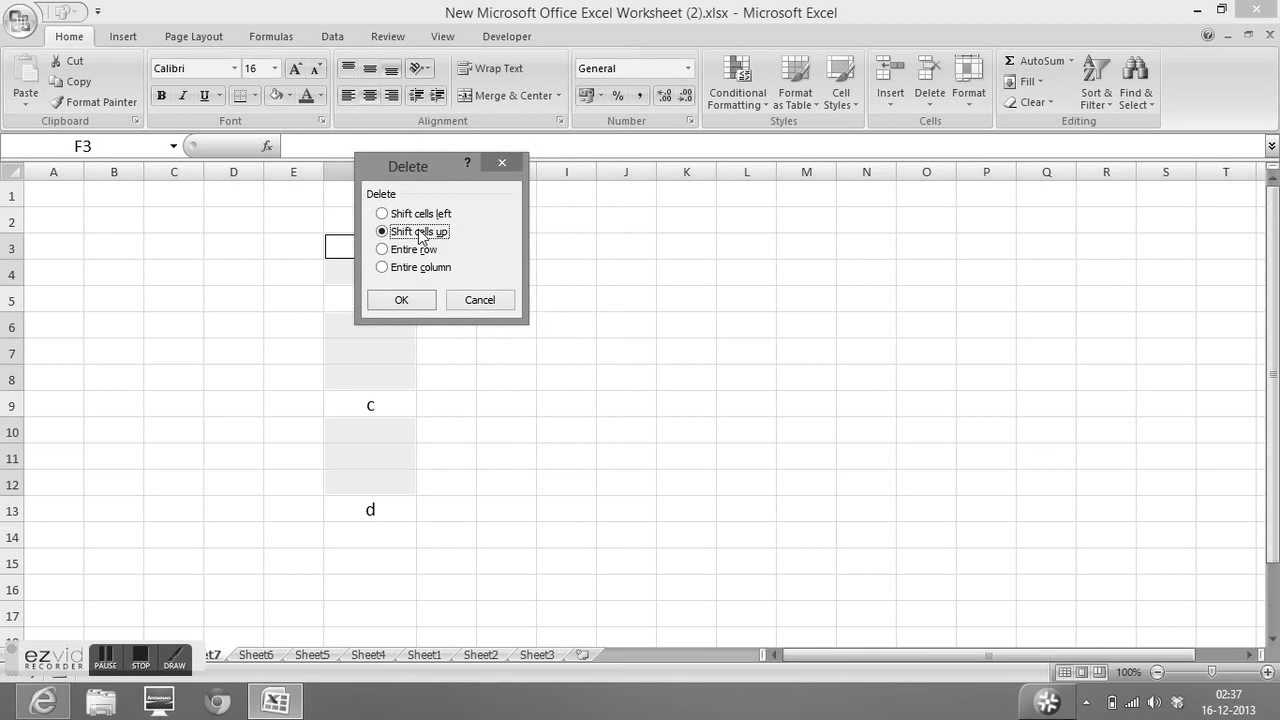 New Microsoft Office Excel Worksheet (2).xlsx - Microsoft Excel
Home Insert Page Layout Formulas Data Review View Developer
Cut Calibri 16 Wrap Text General AutoSum
Copy Fill
Paste Format Painter Merge & Center Conditional Formatting Format as Table Cell Styles Insert Delete Format Clear Sort & Filter Find & Select
Clipboard Font Alignment Number Styles Cells Editing
F3 fx
A B C D E I J K L M N O P Q R S T
Delete ?
Delete
Shift cells left
Shift cells up
Entire row
Entire column
OK Cancel
1
2
3
4
5
6
7
8
9 c
10
11
12
13 d
14
15
16
17
ezvid
RECORDER
PAUSE STOP DRAW
Sheet6 Sheet5 Sheet4 Sheet1 Sheet2 Sheet3
100%
Lenovo
02:37
16-12-2013